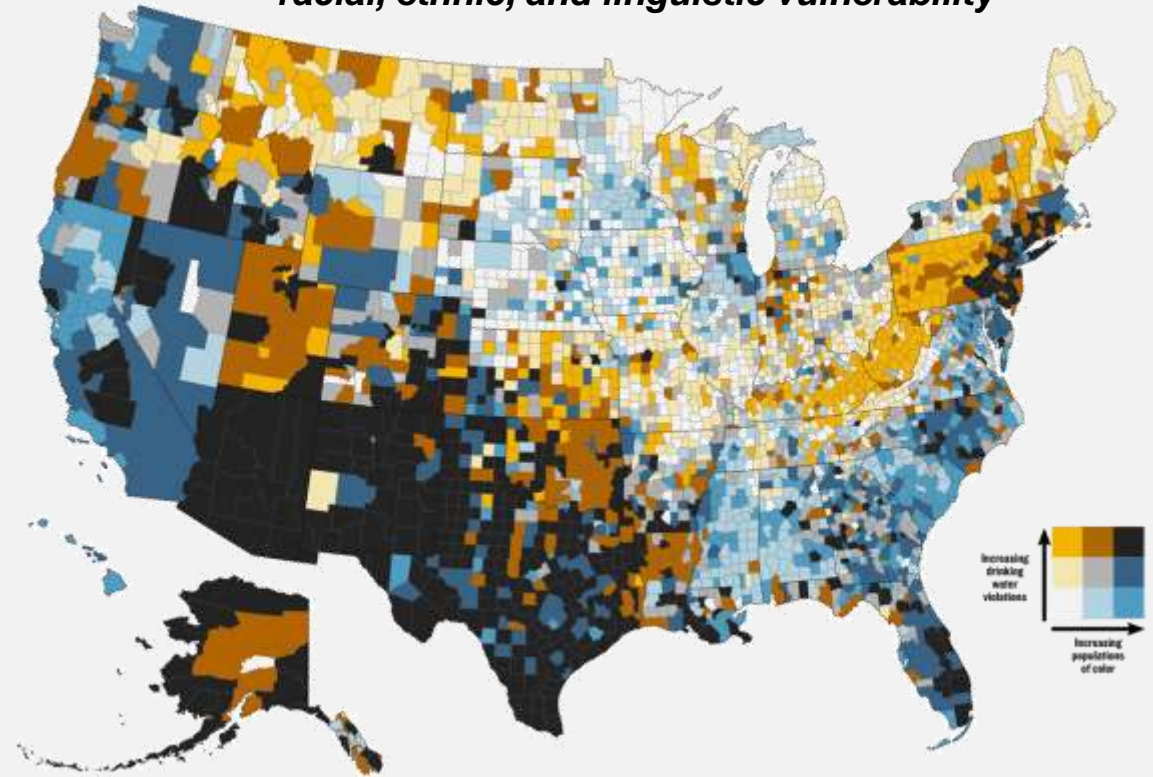 racial, ethnic, and linguistic vulnerability
Increasing
drinking
water
violations
Increasing
populations
of color